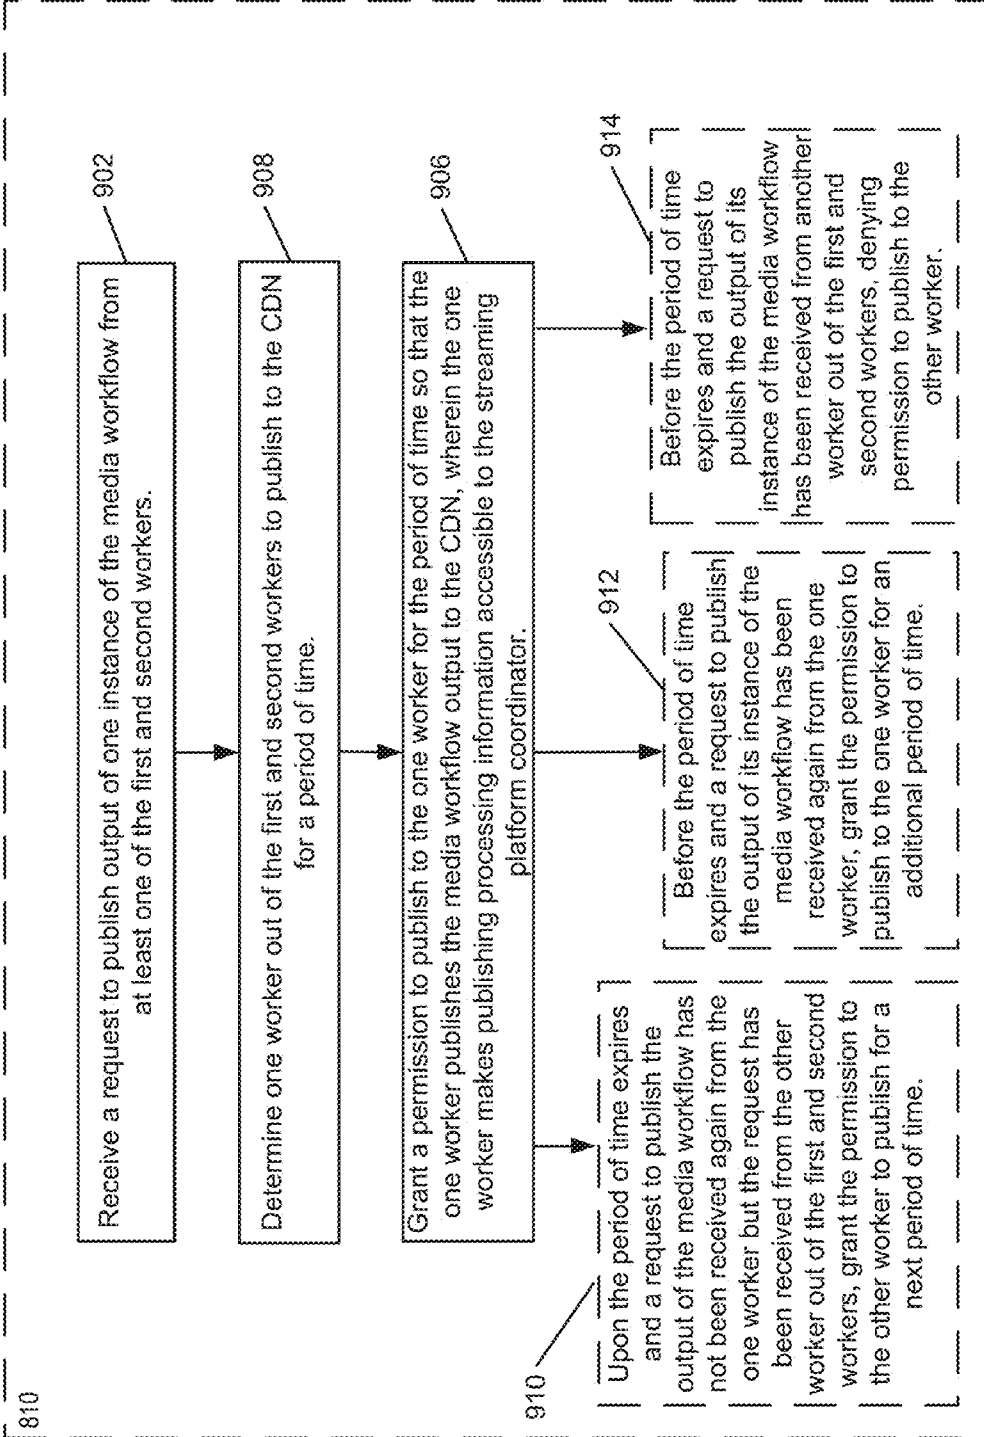 810
902
Receive a request to publish output of one instance of the media workflow from
at least one of the first and second workers.
908
Determine one worker out of the first and second workers to publish to the CDN
for a period of time.
906
Grant a permission to publish to the one worker for the period of time so that the
one worker publishes the media workflow output to the CDN, wherein the one
worker makes publishing processing information accessible to the streaming
platform coordinator.
910
Upon the period of time expires
and a request to publish the
output of the media workflow has
not been received again from the
one worker but the request has
been received from the other
worker out of the first and second
workers, grant the permission to
the other worker to publish for a
next period of time.
912
Before the period of time
expires and a request to publish
the output of its instance of the
media workflow has been
received again from the one
worker, grant the permission to
publish to the one worker for an
additional period of time.
914
Before the period of time
expires and a request to
publish the output of its
instance of the media workflow
has been received from another
worker out of the first and
second workers, denying
permission to publish to the
other worker.